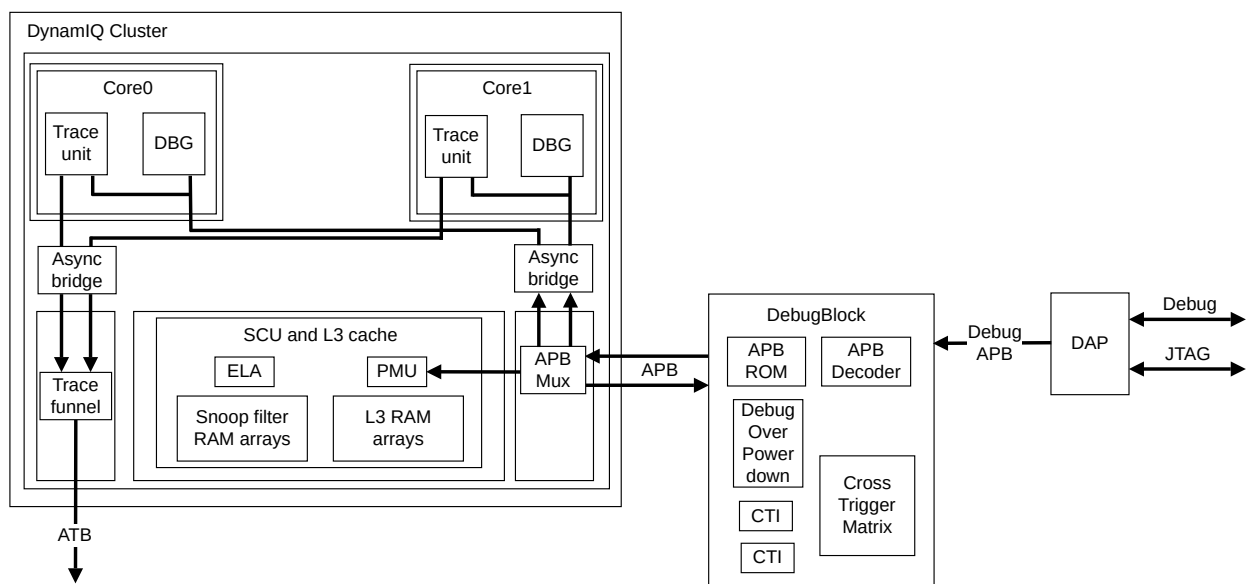 DynamIQ Cluster
Core0
Trace
unit
DBG
Core1
Trace
unit
DBG
Async
bridge
Async
bridge
SCU and L3 cache
ELA
PMU
Snoop filter
RAM arrays
L3 RAM
arrays
Trace
funnel
APB
Mux
ATB
APB
DebugBlock
APB
ROM
APB
Decoder
Debug
Over
Power
down
Cross
Trigger
Matrix
CTI
CTI
Debug
APB
DAP
Debug
JTAG